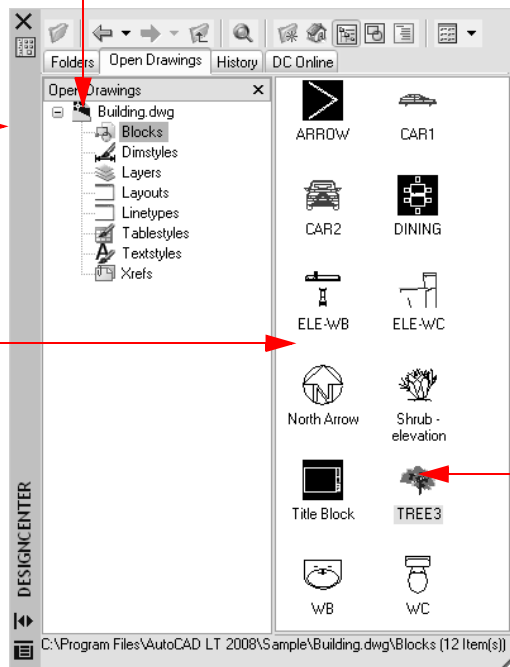 Folders Open Drawings History DC Online
Open Drawings
Building.dwg
Blocks
Dimstyles
Layers
Layouts
Linetypes
Tablestyles
Textstyles
Xrefs
ARROW CAR1
CAR2 DINING
ELE-WB ELE-WC
North Arrow Shrub -
elevation
Title Block TREE3
WB WC
DESIGNCENTER
C:\Program Files\AutoCAD LT 2008\Sample\Building.dwg\Blocks (12 Item(s))